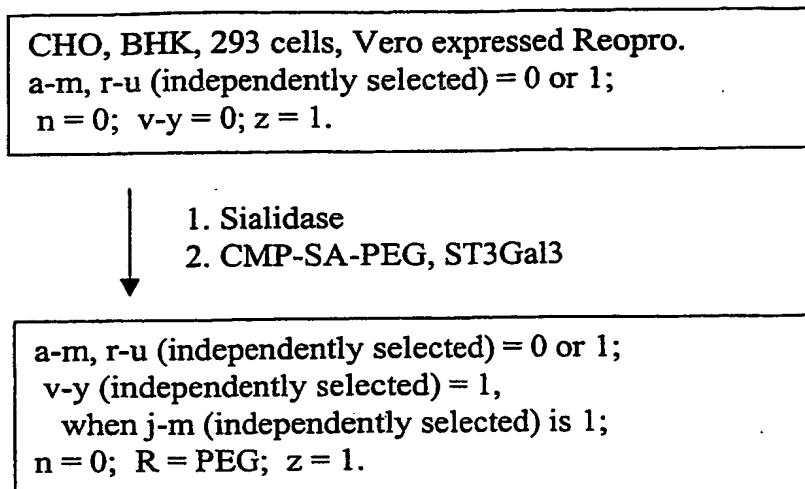 CHO, BHK, 293 cells, Vero expressed Reopro.
a-m, r-u (independently selected) = 0 or 1;
n = 0; v-y = 0; z = 1.
1. Sialidase
2. CMP-SA-PEG, ST3Gal3
a-m, r-u (independently selected) = 0 or 1;
v-y (independently selected) = 1,
when j-m (independently selected) is 1;
n = 0; R = PEG; z = 1.